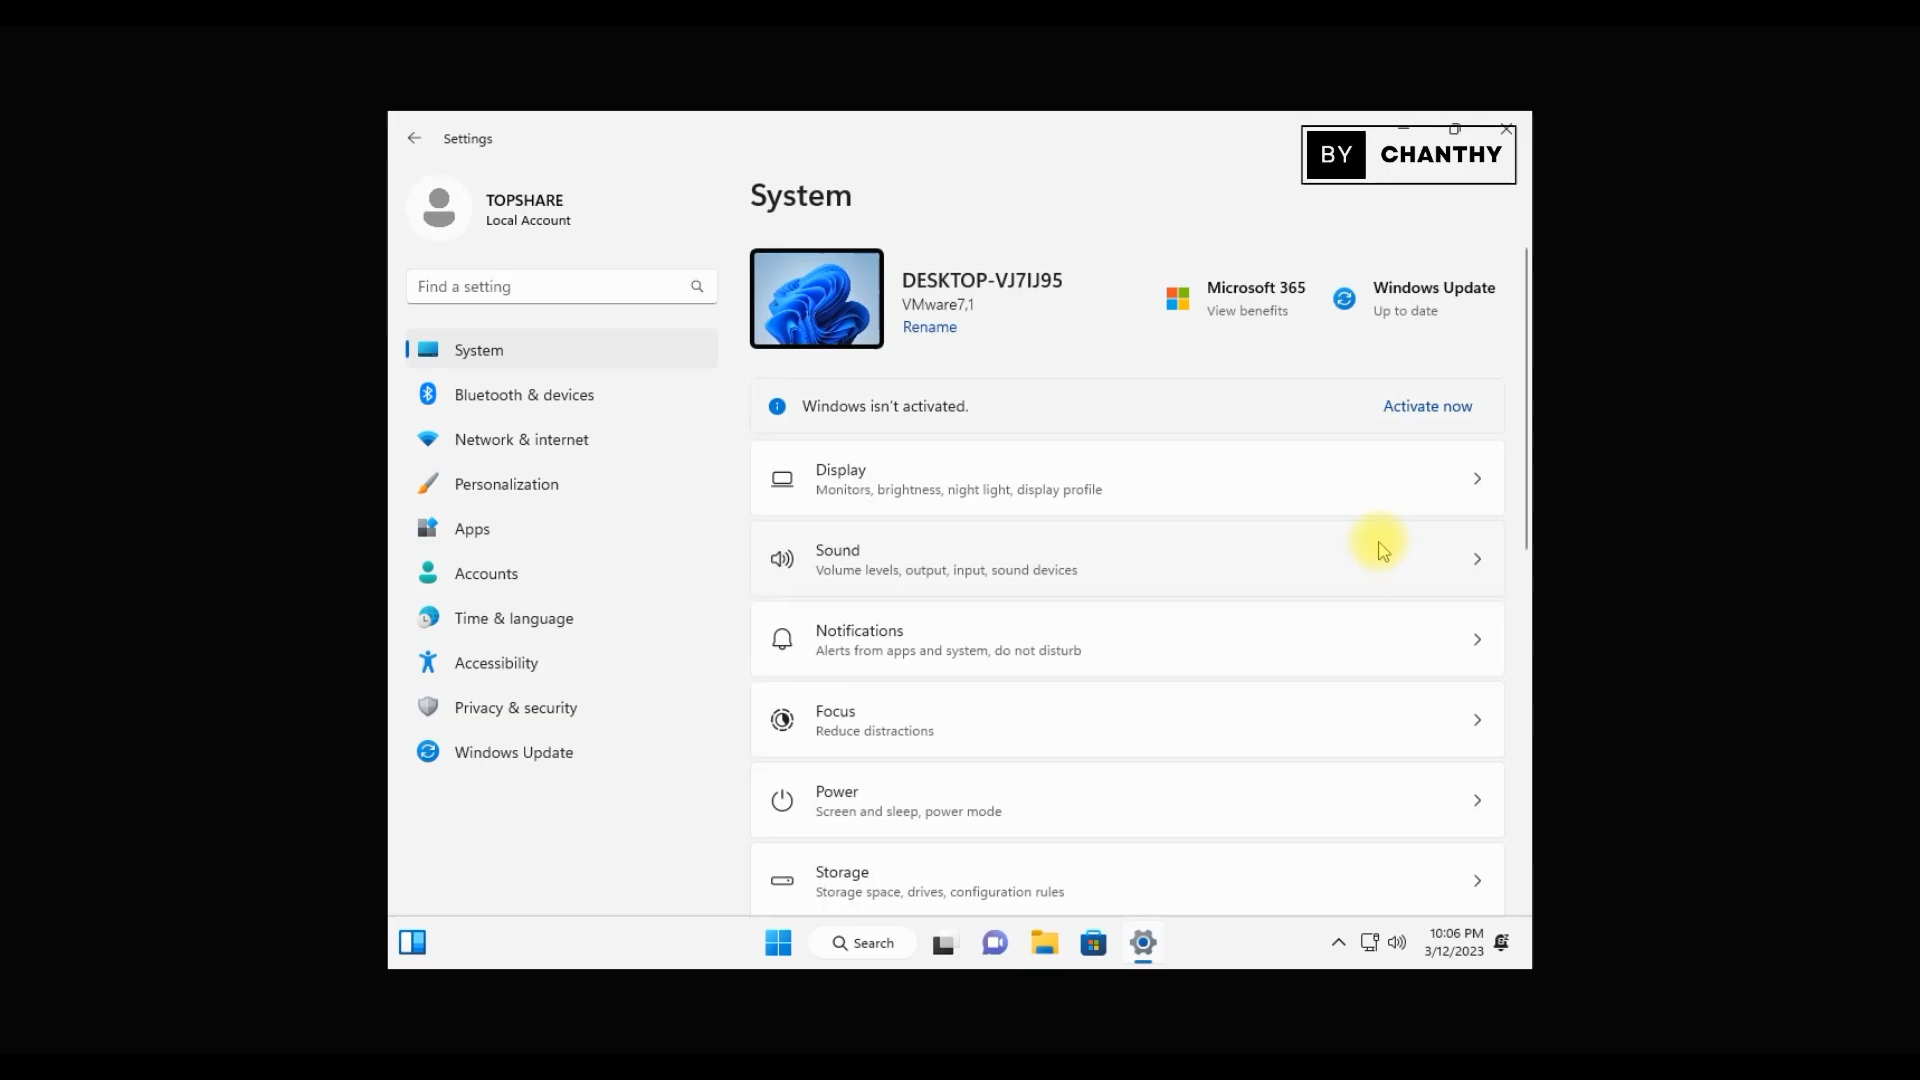 Settings
BY CHANTHY
TOPSHARE
Local Account
Find a setting
System
Bluetooth & devices
Network & internet
Personalization
Apps
Accounts
Time & language
Accessibility
Privacy & security
Windows Update
System
DESKTOP-VJ7IJ95
VMware7,1
Rename
Microsoft 365
View benefits
Windows Update
Up to date
Windows isn't activated.
Activate now
Display
Monitors, brightness, night light, display profile
Sound
Volume levels, output, input, sound devices
Notifications
Alerts from apps and system, do not disturb
Focus
Reduce distractions
Power
Screen and sleep, power mode
Storage
Storage space, drives, configuration rules
Search
10:06 PM
3/12/2023